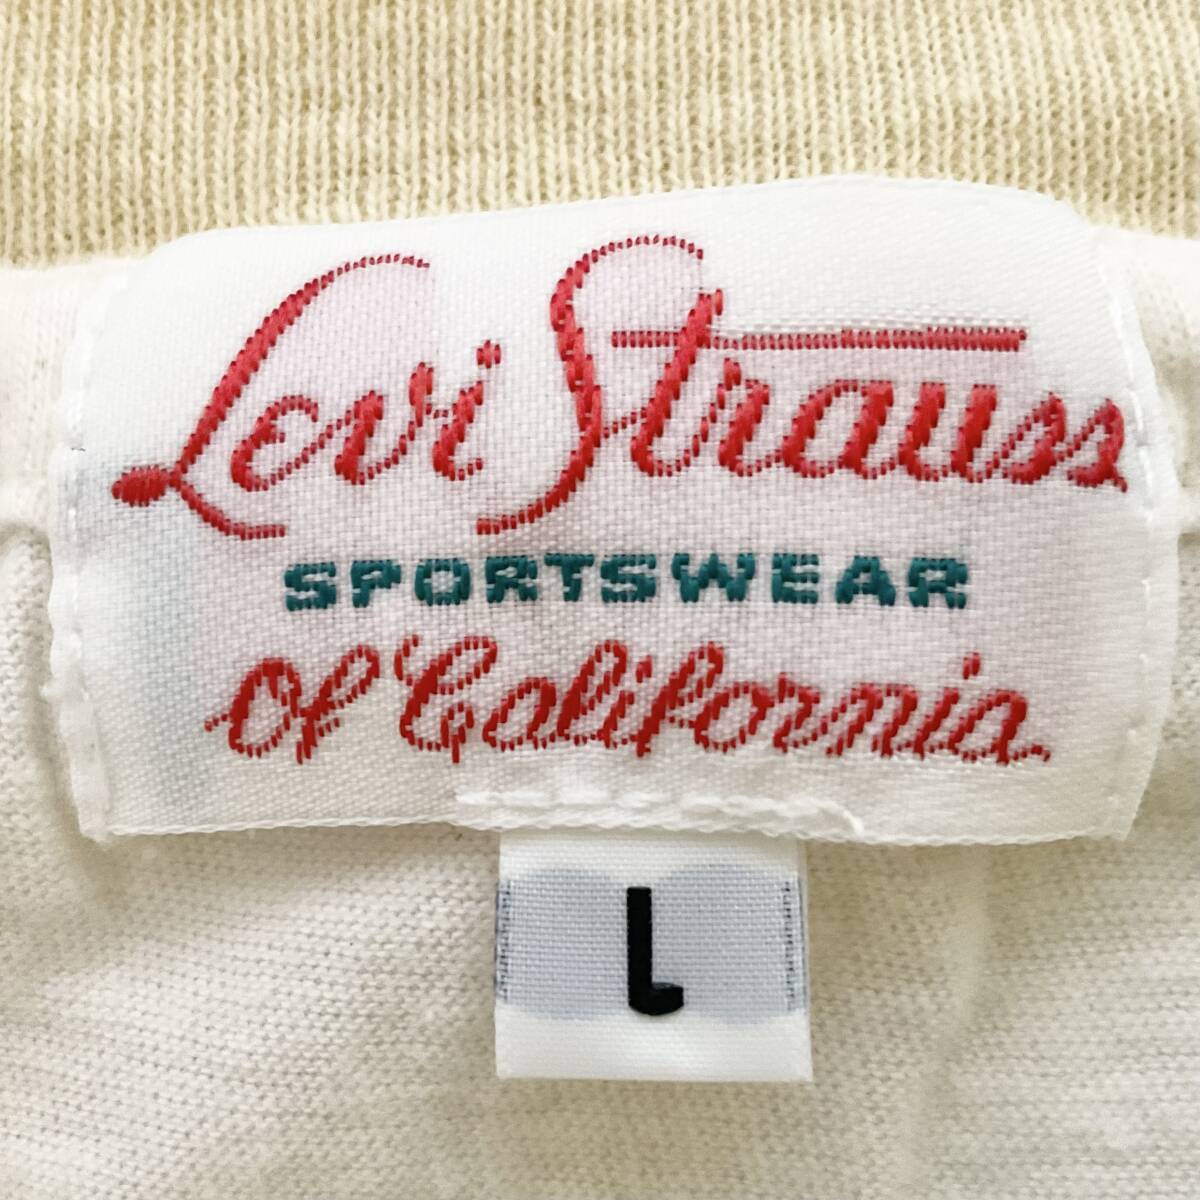 Levi Strauss
SPORTSWEAR
Of California
L